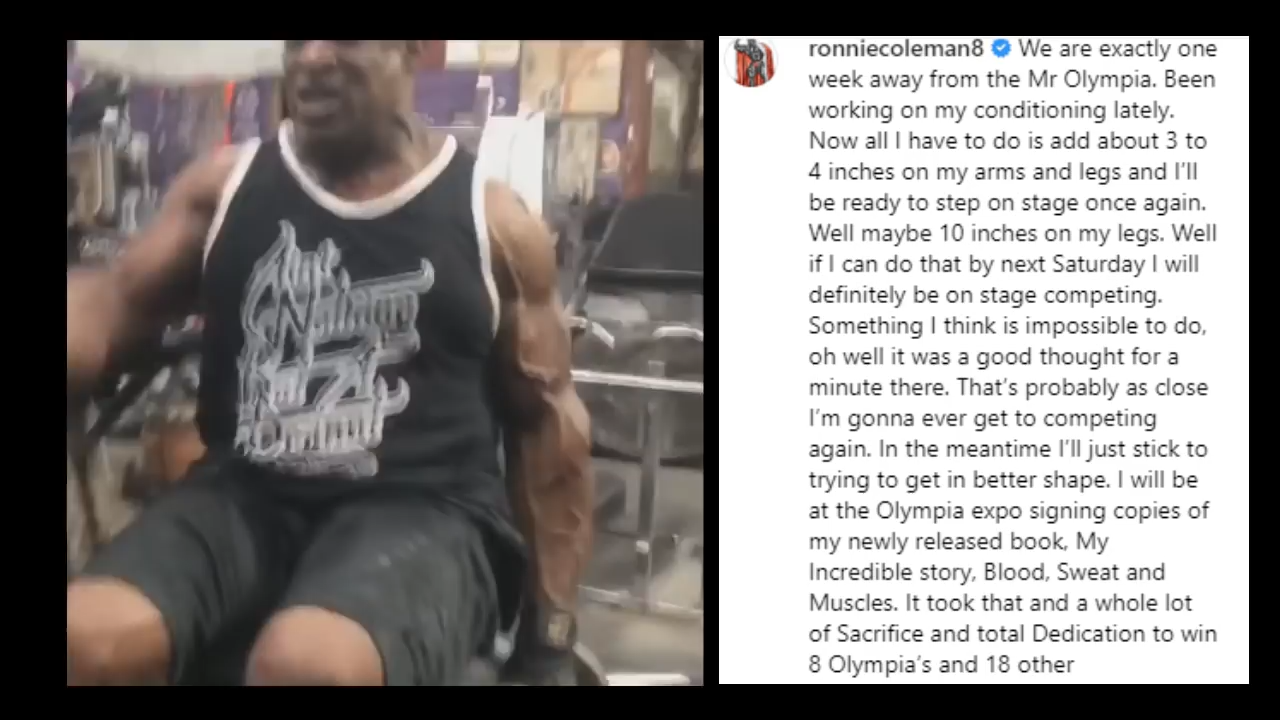 ronniecoleman8 We are exactly one
week away from the Mr Olympia. Been
working on my conditioning lately.
Now all I have to do is add about 3 to
4 inches on my arms and legs and I'll
be ready to step on stage once again.
Well maybe 10 inches on my legs. Well
if I can do that by next Saturday I will
definitely be on stage competing.
Something I think is impossible to do,
oh well it was a good thought for a
minute there. That's probably as close
I'm gonna ever get to competing
again. In the meantime I'll just stick to
trying to get in better shape. I will be
at the Olympia expo signing copies of
my newly released book, My
Incredible story, Blood, Sweat and
Muscles. It took that and a whole lot
of Sacrifice and total Dedication to win
8 Olympia's and 18 other